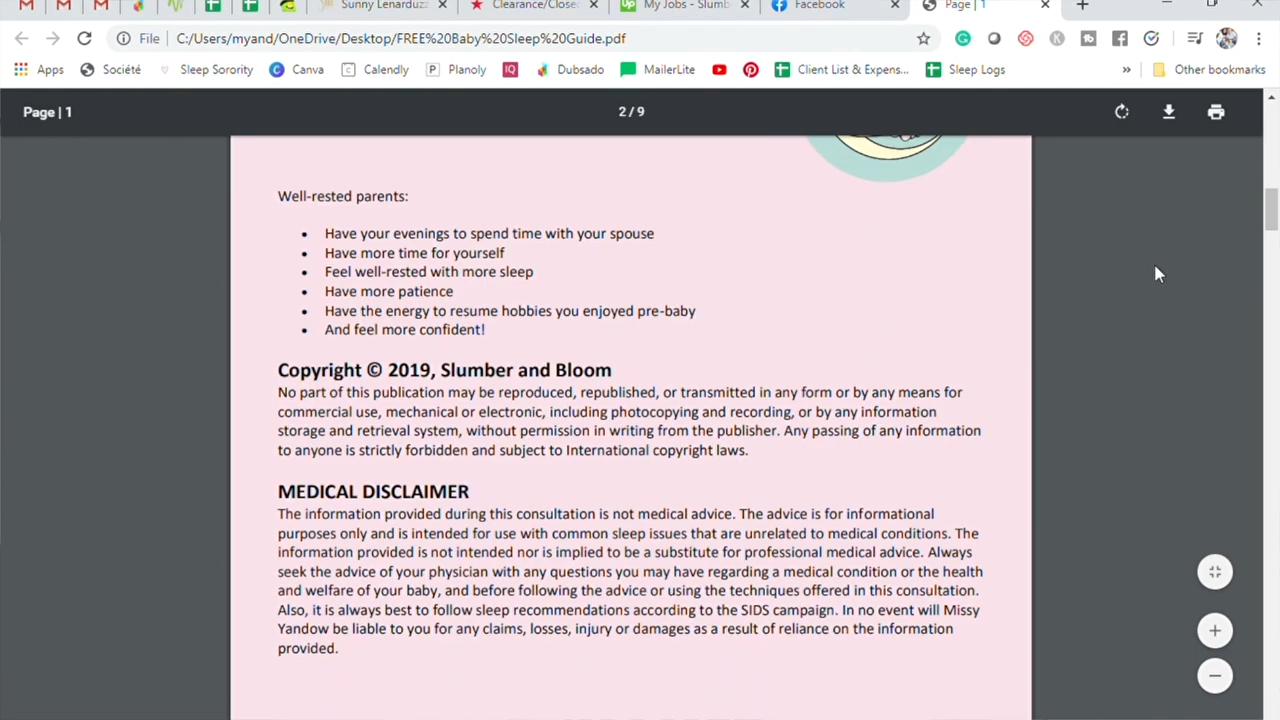 Sunny Lenarduz
Clearance/Close
My Jobs - Slumb
Facebook
Page | 1
File
C:/Users/myand/OneDrive/Desktop/FREE%20Baby%20Sleep%20Guide.pdf
Apps
Société
Sleep Sorority
Canva
Calendly
Planoly
Dubsado
MailerLite
Client List & Expens...
Sleep Logs
»
Other bookmarks
Page | 1
2 / 9
Well-rested parents:
• Have your evenings to spend time with your spouse
• Have more time for yourself
• Feel well-rested with more sleep
• Have more patience
• Have the energy to resume hobbies you enjoyed pre-baby
• And feel more confident!
Copyright © 2019, Slumber and Bloom
No part of this publication may be reproduced, republished, or transmitted in any form or by any means for
commercial use, mechanical or electronic, including photocopying and recording, or by any information
storage and retrieval system, without permission in writing from the publisher. Any passing of any information
to anyone is strictly forbidden and subject to International copyright laws.
MEDICAL DISCLAIMER
The information provided during this consultation is not medical advice. The advice is for informational
purposes only and is intended for use with common sleep issues that are unrelated to medical conditions. The
information provided is not intended nor is implied to be a substitute for professional medical advice. Always
seek the advice of your physician with any questions you may have regarding a medical condition or the health
and welfare of your baby, and before following the advice or using the techniques offered in this consultation.
Also, it is always best to follow sleep recommendations according to the SIDS campaign. In no event will Missy
Yandow be liable to you for any claims, losses, injury or damages as a result of reliance on the information
provided.